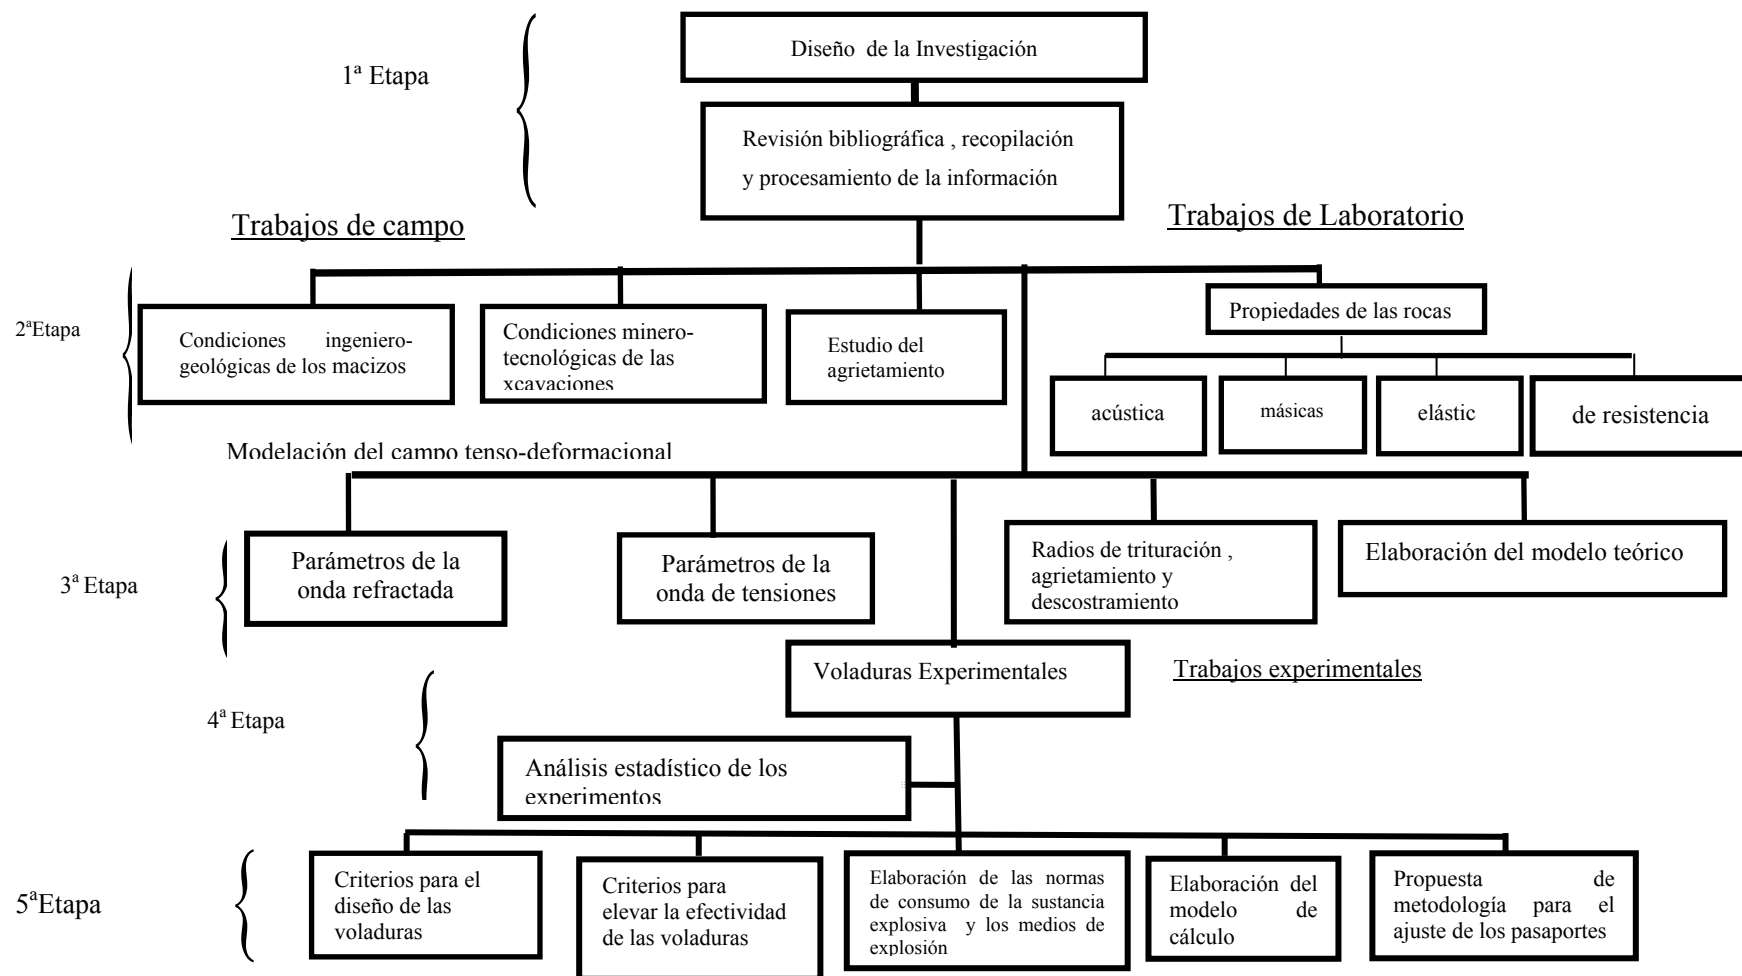 Diseño de la Investigación
1ª Etapa
Revisión bibliográfica , recopilación
y procesamiento de la información
Trabajos de campo
Trabajos de Laboratorio
2ªEtapa
Condiciones ingeniero-
geológicas de los macizos
Condiciones minero-
tecnológicas de las
xcavaciones
Estudio del
agrietamiento
Propiedades de las rocas
acústica
másicas
elástic
de resistencia
Modelación del campo tenso-deformacional
3ª Etapa
Parámetros de la
onda refractada
Parámetros de la
onda de tensiones
Radios de trituración ,
agrietamiento y
descostramiento
Elaboración del modelo teórico
Voladuras Experimentales
Trabajos experimentales
4ª Etapa
Análisis estadístico de los
experimentos
5ªEtapa
Criterios para el
diseño de las
voladuras
Criterios para
elevar la efectividad
de las voladuras
Elaboración de las normas
de consumo de la sustancia
explosiva y los medios de
explosión
Elaboración del
modelo de
cálculo
Propuesta de
metodología para el
ajuste de los pasaportes